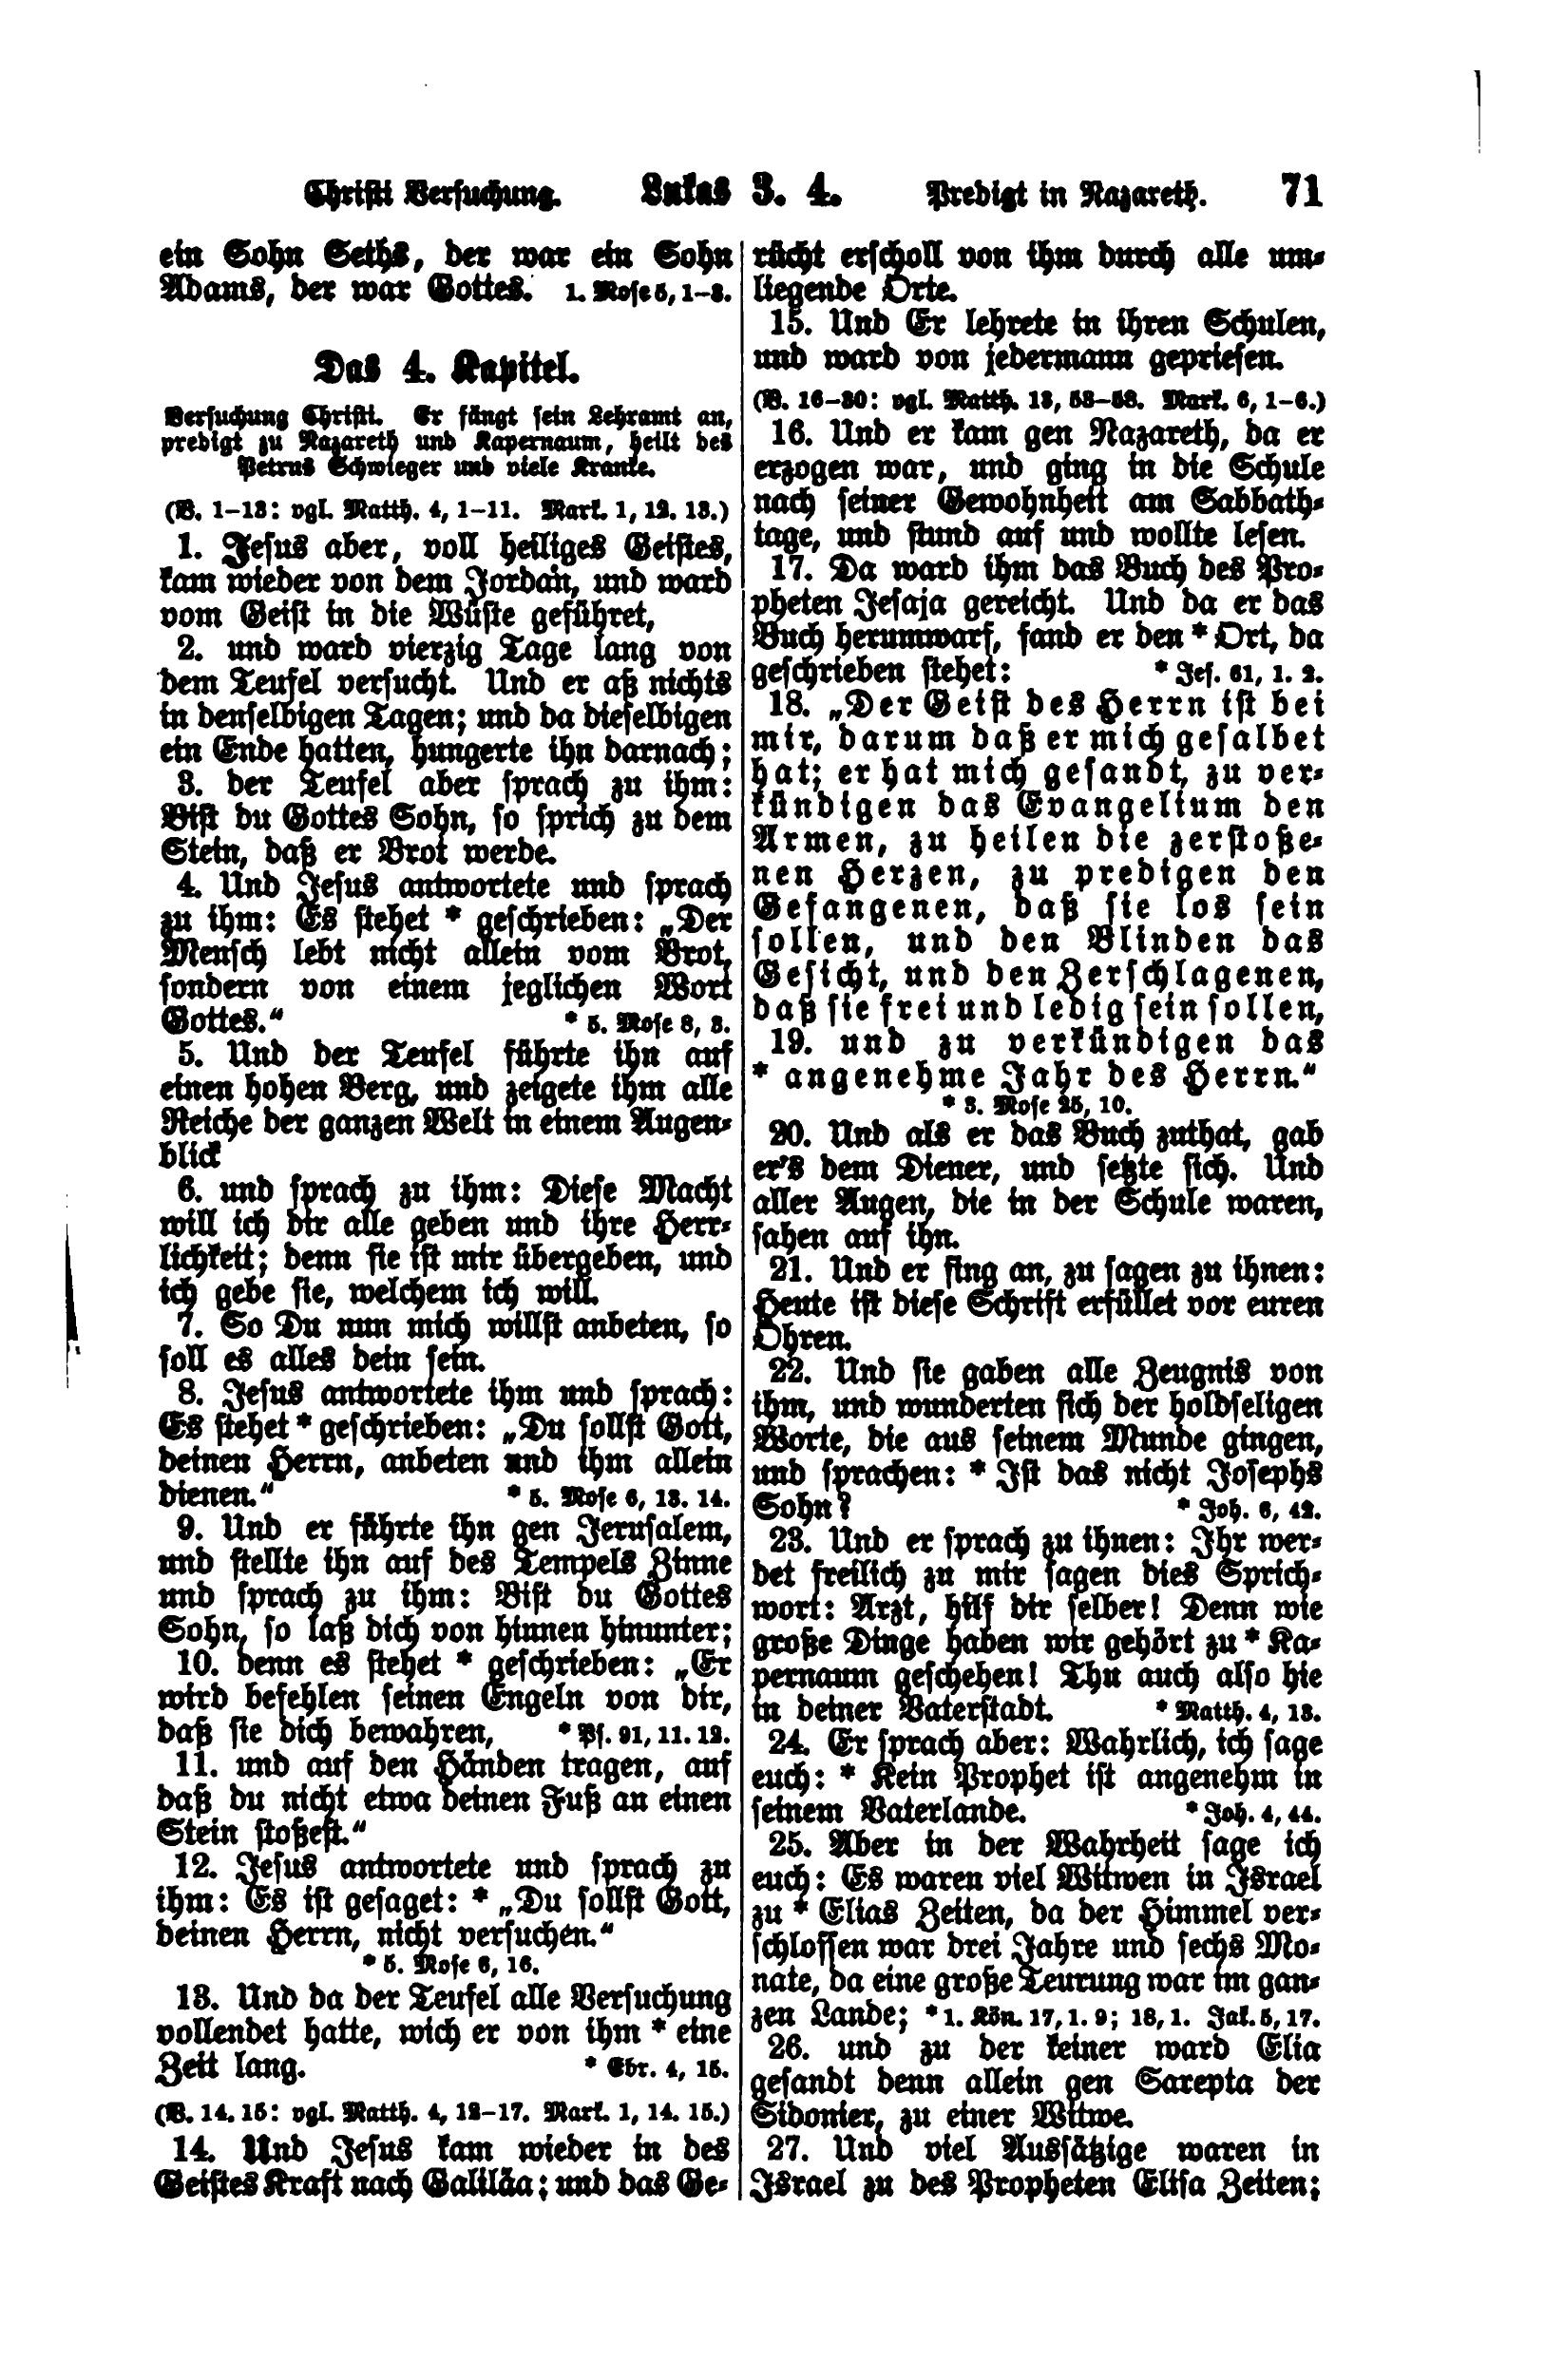 Christi Versuchung. Lukas 3. 4. Predigt in Nazareth. 71
ein Sohn Seths, der war ein Sohn
Adams, der war Gottes. 1. Mose 5, 1–3.
Das 4. Kapitel.
Versuchung Christi. Er fängt sein Lehramt an,
predigt zu Nazareth und Kapernaum, heilt des
Petrus Schwieger und viele Kranke.
(V. 1–13: vgl. Matth. 4, 1–11. Mark. 1, 12. 13.)
1. Jesus aber, voll heiliges Geistes,
kam wieder von dem Jordan, und ward
vom Geist in die Wüste geführet,
2. und ward vierzig Tage lang von
dem Teufel versucht. Und er aß nichts
in denselbigen Tagen; und da dieselbigen
ein Ende hatten, hungerte ihn darnach;
3. der Teufel aber sprach zu ihm:
Bist du Gottes Sohn, so sprich zu dem
Stein, daß er Brot werde.
4. Und Jesus antwortete und sprach
zu ihm: Es stehet * geschrieben: „Der
Mensch lebt nicht allein vom Brot,
sondern von einem jeglichen Wort
Gottes.“ * 5. Mose 8, 3.
5. Und der Teufel führte ihn auf
einen hohen Berg, und zeigete ihm alle
Reiche der ganzen Welt in einem Augen-
blick
6. und sprach zu ihm: Diese Macht
will ich dir alle geben und ihre Herr-
lichkeit; denn sie ist mir übergeben, und
ich gebe sie, welchem ich will.
7. So Du nun mich willst anbeten, so
soll es alles dein sein.
8. Jesus antwortete ihm und sprach:
Es stehet * geschrieben: „Du sollst Gott,
deinen Herrn, anbeten und ihm allein
dienen.“ * 5. Mose 6, 13. 14.
9. Und er führte ihn gen Jerusalem,
und stellte ihn auf des Tempels Zinne
und sprach zu ihm: Bist du Gottes
Sohn, so laß dich von hinnen hinunter;
10. denn es stehet * geschrieben: „Er
wird befehlen seinen Engeln von dir,
daß sie dich bewahren, * Ps. 91, 11. 12.
11. und auf den Händen tragen, auf
daß du nicht etwa deinen Fuß an einen
Stein stoßest.“
12. Jesus antwortete und sprach zu
ihm: Es ist gesaget: * „Du sollst Gott,
deinen Herrn, nicht versuchen.“
* 5. Mose 6, 16.
13. Und da der Teufel alle Versuchung
vollendet hatte, wich er von ihm * eine
Zeit lang. * Ebr. 4, 15.
(V. 14. 15: vgl. Matth. 4, 12–17. Mark. 1, 14. 15.)
14. Und Jesus kam wieder in des
Geistes Kraft nach Galiläa; und das Ge-
rücht erscholl von ihm durch alle um-
liegende Orte.
15. Und Er lehrete in ihren Schulen,
und ward von jedermann gepriesen.
(V. 16–30: vgl. Matth. 13, 53–58. Mark. 6, 1–6.)
16. Und er kam gen Nazareth, da er
erzogen war, und ging in die Schule
nach seiner Gewohnheit am Sabbath-
tage, und stund auf und wollte lesen.
17. Da ward ihm das Buch des Pro-
pheten Jesaja gereicht. Und da er das
Buch herumwarf, fand er den * Ort, da
geschrieben stehet: * Jes. 61, 1. 2.
18. „Der Geist des Herrn ist bei
mir, darum daß er mich gesalbet
hat; er hat mich gesandt, zu ver-
kündigen das Evangelium den
Armen, zu heilen die zerstoße-
nen Herzen, zu predigen den
Gefangenen, daß sie los sein
sollen, und den Blinden das
Gesicht, und den Zerschlagenen,
daß sie frei und ledig sein sollen,
19. und zu verkündigen das
* angenehme Jahr des Herrn.“
* 3. Mose 25, 10.
20. Und als er das Buch zuthat, gab
er's dem Diener, und setzte sich. Und
aller Augen, die in der Schule waren,
sahen auf ihn.
21. Und er fing an, zu sagen zu ihnen:
Heute ist diese Schrift erfüllet vor euren
Ohren.
22. Und sie gaben alle Zeugnis von
ihm, und wunderten sich der holdseligen
Worte, die aus seinem Munde gingen,
und sprachen: * Ist das nicht Josephs
Sohn? * Joh. 6, 42.
23. Und er sprach zu ihnen: Ihr wer-
det freilich zu mir sagen dies Sprich-
wort: Arzt, hilf dir selber! Denn wie
große Dinge haben wir gehört zu * Ka-
pernaum geschehen! Thu auch also hie
in deiner Vaterstadt. * Matth. 4, 13.
24. Er sprach aber: Wahrlich, ich sage
euch: * Kein Prophet ist angenehm in
seinem Vaterlande. * Joh. 4, 44.
25. Aber in der Wahrheit sage ich
euch: Es waren viel Witwen in Israel
zu * Elias Zeiten, da der Himmel ver-
schlossen war drei Jahre und sechs Mo-
nate, da eine große Teurung war im gan-
zen Lande; * 1. Kön. 17, 1. 9; 18, 1. Jak. 5, 17.
26. und zu der keiner ward Elia
gesandt denn allein gen Sarepta der
Sidonier, zu einer Witwe.
27. Und viel Aussätzige waren in
Israel zu des Propheten Elisa Zeiten;